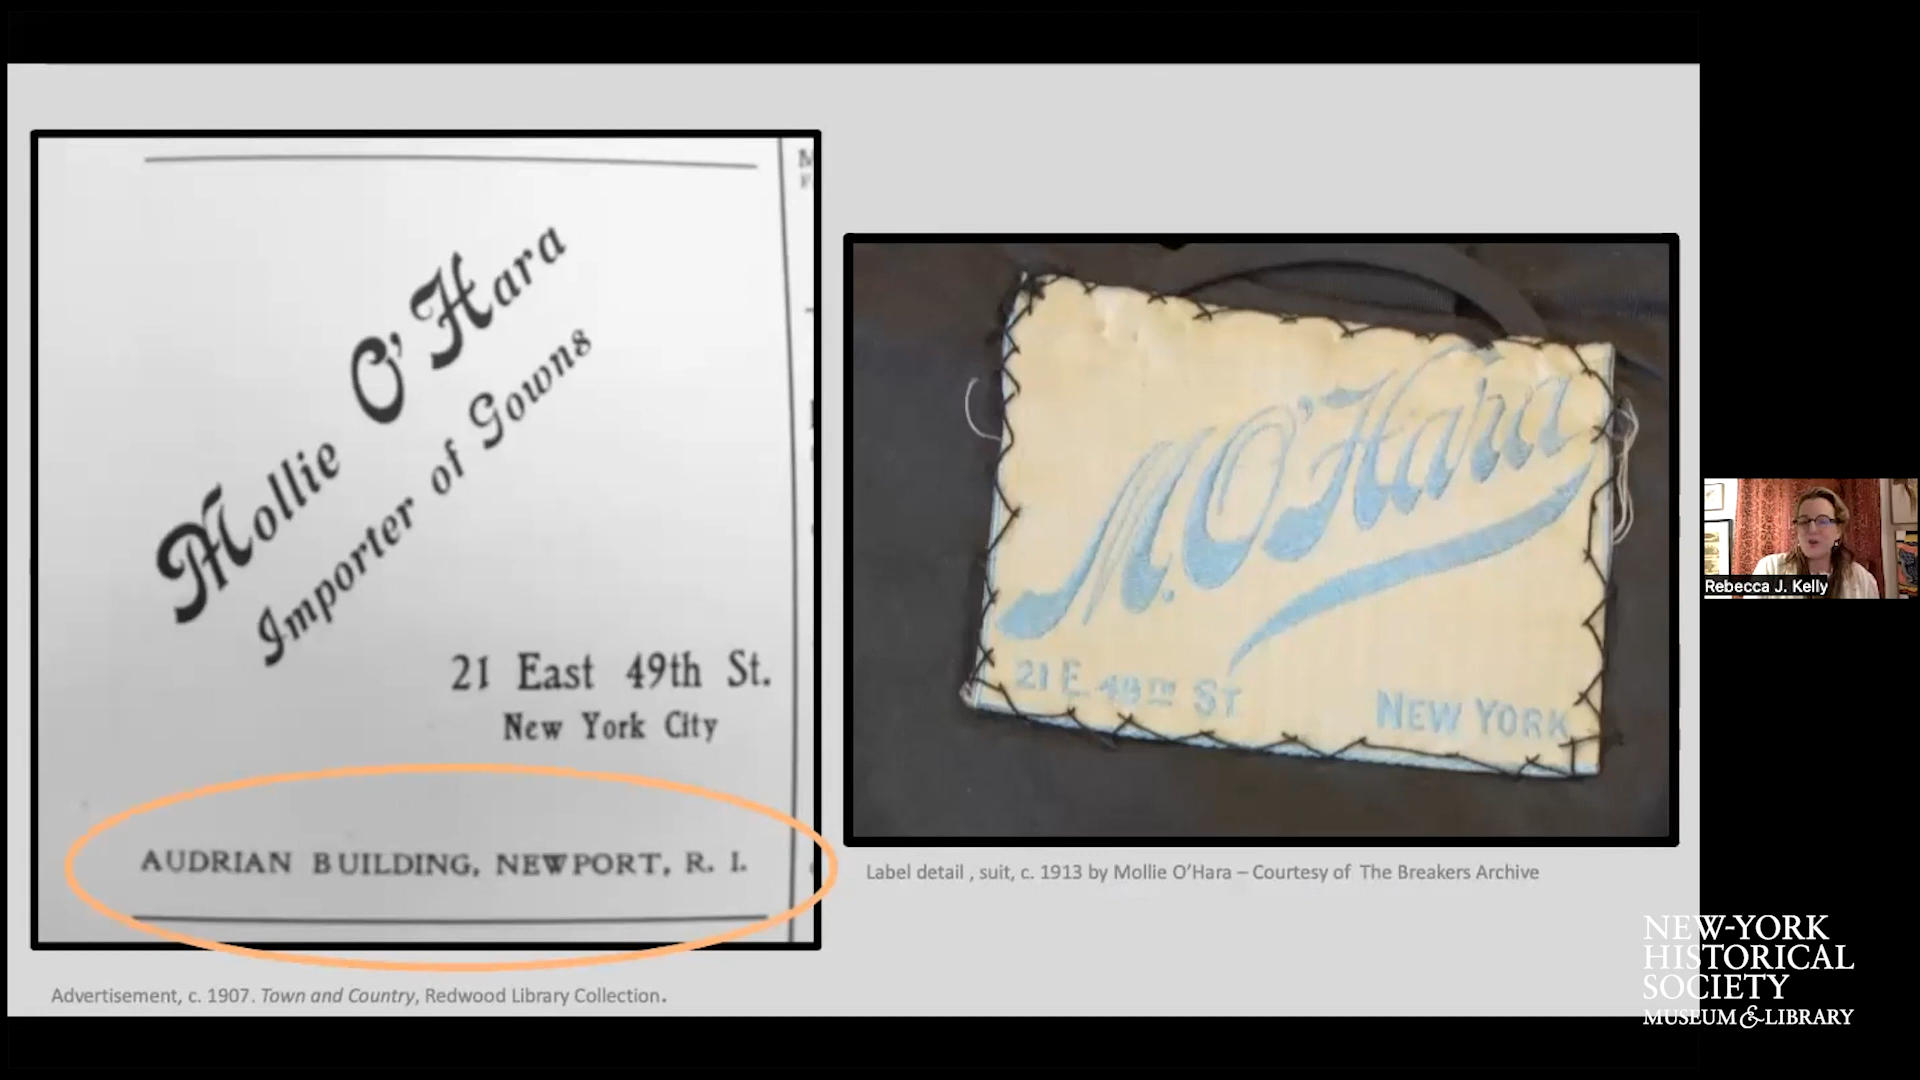 Mollie O'Hara
Importer of Gowns
21 East 49th St.
New York City
AUDRIAN BUILDING, NEWPORT, R. I.
Advertisement, c. 1907. Town and Country, Redwood Library Collection.
M. O'Hara
21 E. 49TH ST NEW YORK
Label detail , suit, c. 1913 by Mollie O'Hara – Courtesy of The Breakers Archive
Rebecca J. Kelly
NEW-YORK
HISTORICAL
SOCIETY
MUSEUM & LIBRARY